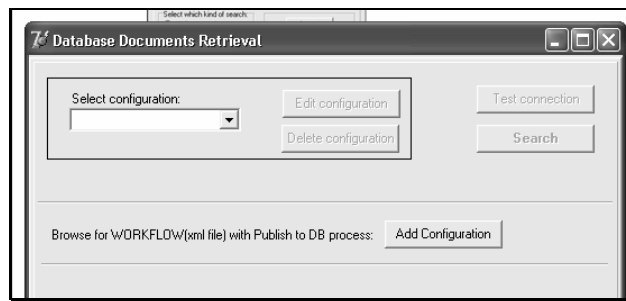 Select which kind of search:
Database Documents Retrieval
Select configuration:
Edit configuration
Test connection
Delete configuration
Search
Browse for WORKFLOW(xml file) with Publish to DB process:
Add Configuration